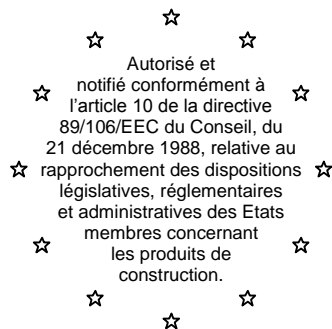 Autorisé et
notifié conformément à
l'article 10 de la directive
89/106/EEC du Conseil, du
21 décembre 1988, relative au
rapprochement des dispositions
législatives, réglementaires
et administratives des Etats
membres concernant
les produits de
construction.